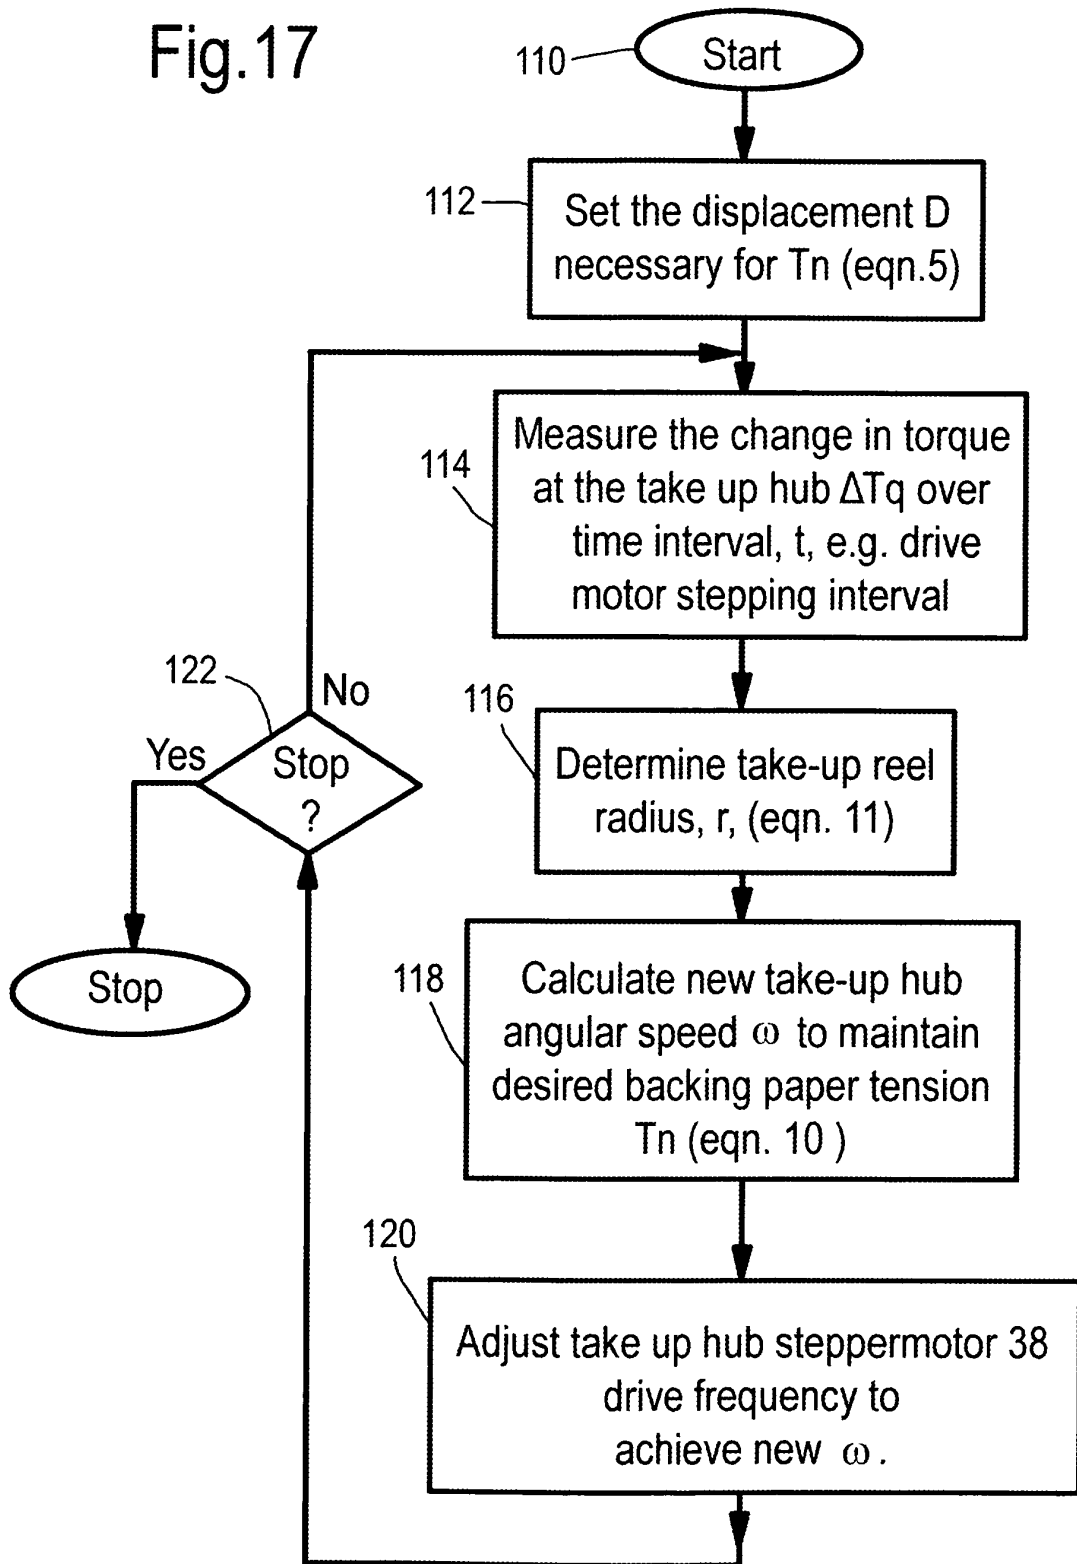 Fig.17
110
Start
112
Set the displacement D
necessary for Tn (eqn.5)
114
Measure the change in torque
at the take up hub ΔTq over
time interval, t, e.g. drive
motor stepping interval
116
Determine take-up reel
radius, r, (eqn. 11)
118
Calculate new take-up hub
angular speed ω to maintain
desired backing paper tension
Tn (eqn. 10 )
120
Adjust take up hub steppermotor 38
drive frequency to
achieve new ω.
122
No
Yes
Stop
?
Stop